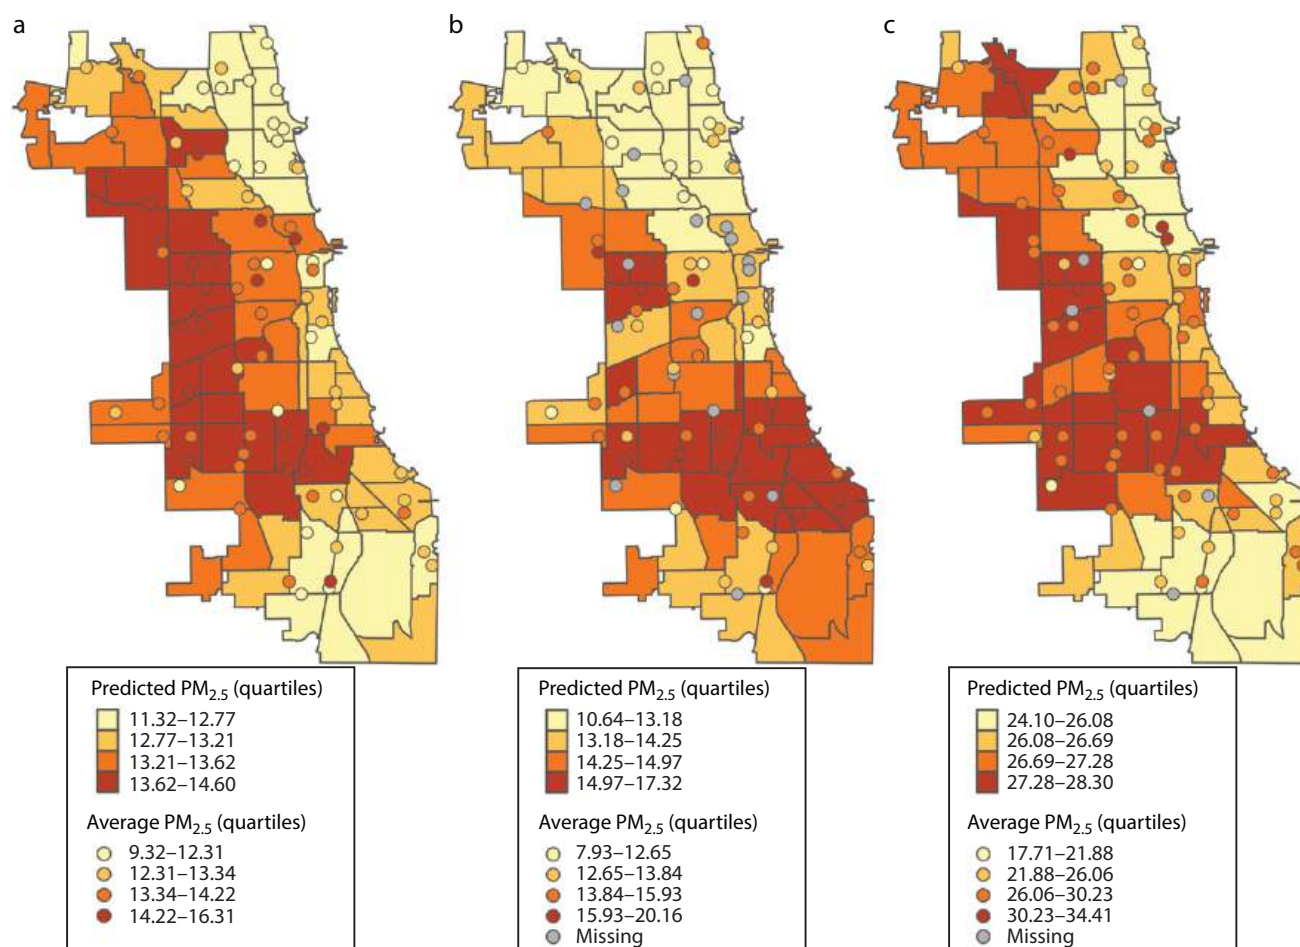 a
b
c
Predicted PM2.5 (quartiles)
11.32–12.77
12.77–13.21
13.21–13.62
13.62–14.60
Average PM2.5 (quartiles)
9.32–12.31
12.31–13.34
13.34–14.22
14.22–16.31
Predicted PM2.5 (quartiles)
10.64–13.18
13.18–14.25
14.25–14.97
14.97–17.32
Average PM2.5 (quartiles)
7.93–12.65
12.65–13.84
13.84–15.93
15.93–20.16
Missing
Predicted PM2.5 (quartiles)
24.10–26.08
26.08–26.69
26.69–27.28
27.28–28.30
Average PM2.5 (quartiles)
17.71–21.88
21.88–26.06
26.06–30.23
30.23–34.41
Missing